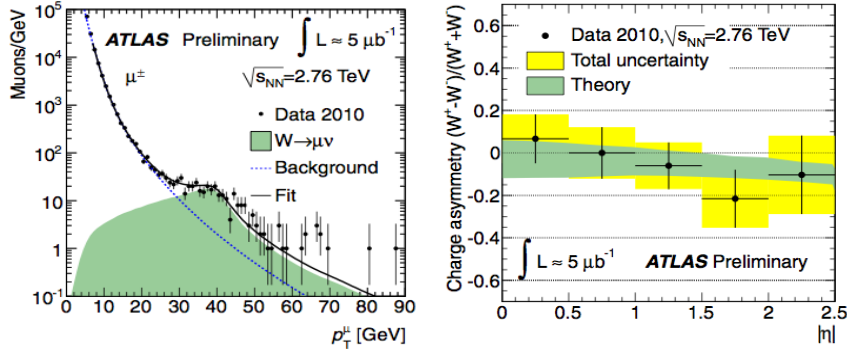 Muons/GeV
10⁵
10⁴
10³
10²
10
1
10⁻¹
ATLAS Preliminary
∫ L ≈ 5 μb⁻¹
μ±
√sNN=2.76 TeV
Data 2010
W→μν
Background
Fit
0 10 20 30 40 50 60 70 80 90
pTμ [GeV]
Charge asymmetry (W⁺-W⁻)/(W⁺+W⁻)
0.6
0.4
0.2
0
-0.2
-0.4
-0.6
Data 2010,√sNN=2.76 TeV
Total uncertainty
Theory
∫ L ≈ 5 μb⁻¹ ATLAS Preliminary
0 0.5 1 1.5 2 2.5
|η|